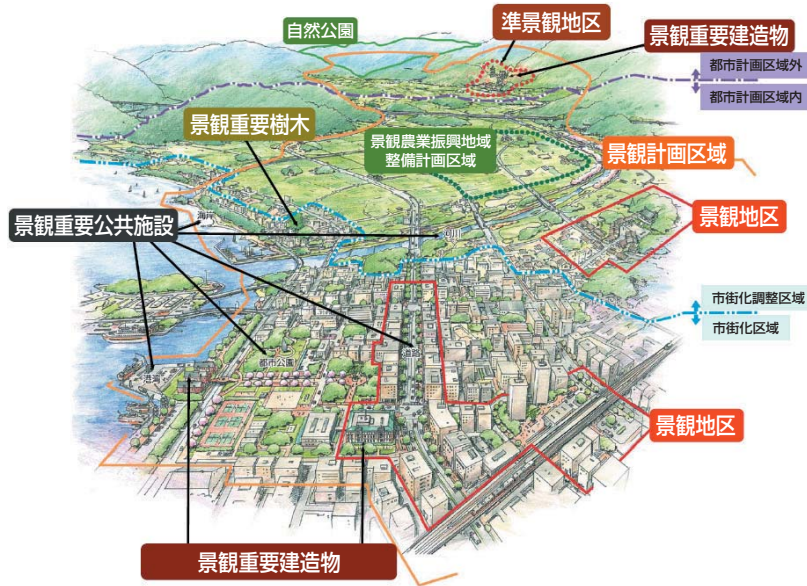 自然公園
準景観地区
景観重要建造物
都市計画区域外
都市計画区域内
景観重要樹木
景観農業振興地域
整備計画区域
景観計画区域
海岸
景観重要公共施設
河川
景観地区
市街化調整区域
市街化区域
都市公園
道路
港湾
景観地区
景観重要建造物